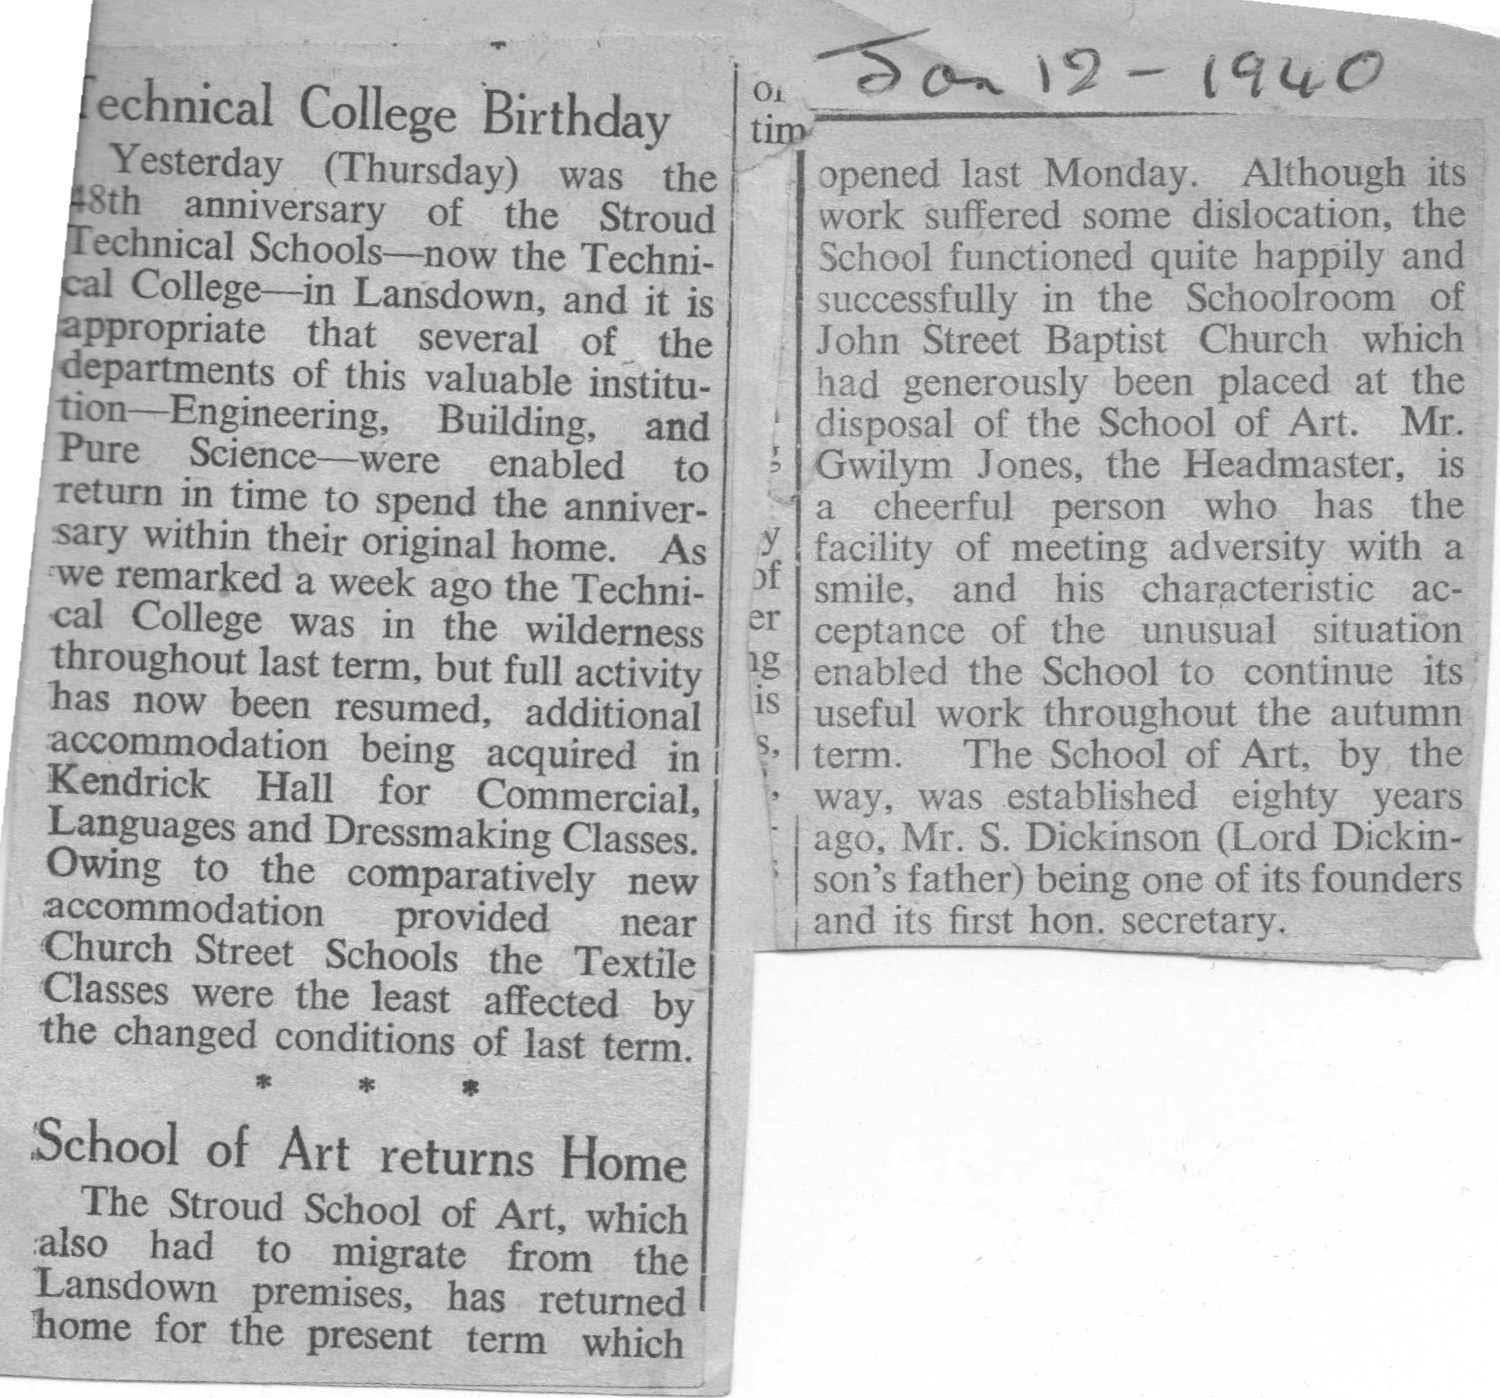 Technical College Birthday
Yesterday (Thursday) was the
48th anniversary of the Stroud
Technical Schools—now the Techni-
cal College—in Lansdown, and it is
appropriate that several of the
departments of this valuable institu-
tion—Engineering, Building, and
Pure Science—were enabled to
return in time to spend the anniver-
sary within their original home. As
we remarked a week ago the Techni-
cal College was in the wilderness
throughout last term, but full activity
has now been resumed, additional
accommodation being acquired in
Kendrick Hall for Commercial,
Languages and Dressmaking Classes.
Owing to the comparatively new
accommodation provided near
Church Street Schools the Textile
Classes were the least affected by
the changed conditions of last term.
* * *
School of Art returns Home
The Stroud School of Art, which
also had to migrate from the
Lansdown premises, has returned
home for the present term which
Jan 12 - 1940
tim
opened last Monday. Although its
work suffered some dislocation, the
School functioned quite happily and
successfully in the Schoolroom of
John Street Baptist Church which
had generously been placed at the
disposal of the School of Art. Mr.
Gwilym Jones, the Headmaster, is
a cheerful person who has the
facility of meeting adversity with a
smile, and his characteristic ac-
ceptance of the unusual situation
enabled the School to continue its
useful work throughout the autumn
term. The School of Art, by the
way, was established eighty years
ago, Mr. S. Dickinson (Lord Dickin-
son's father) being one of its founders
and its first hon. secretary.
y
of
er
ng
is
s,